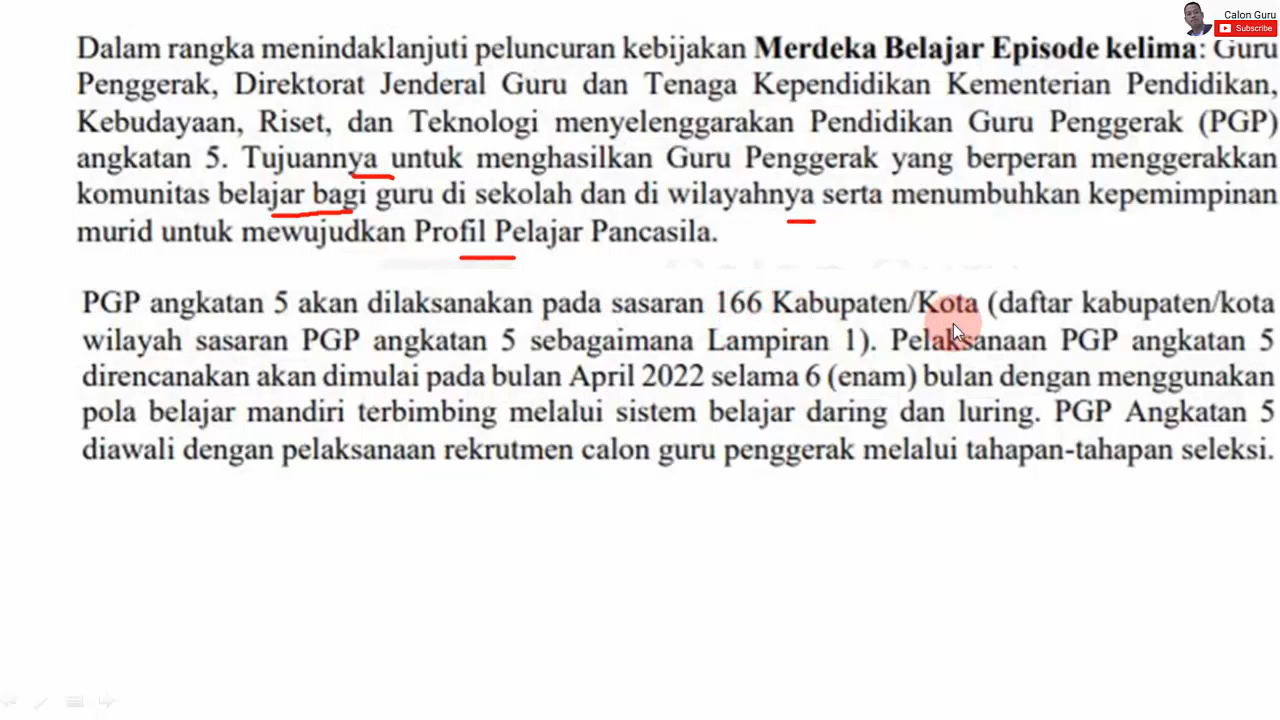 Calon Guru
Subscribe
Dalam rangka menindaklanjuti peluncuran kebijakan Merdeka Belajar Episode kelima: Guru
Penggerak, Direktorat Jenderal Guru dan Tenaga Kependidikan Kementerian Pendidikan,
Kebudayaan, Riset, dan Teknologi menyelenggarakan Pendidikan Guru Penggerak (PGP)
angkatan 5. Tujuannya untuk menghasilkan Guru Penggerak yang berperan menggerakkan
komunitas belajar bagi guru di sekolah dan di wilayahnya serta menumbuhkan kepemimpinan
murid untuk mewujudkan Profil Pelajar Pancasila.
PGP angkatan 5 akan dilaksanakan pada sasaran 166 Kabupaten/Kota (daftar kabupaten/kota
wilayah sasaran PGP angkatan 5 sebagaimana Lampiran 1). Pelaksanaan PGP angkatan 5
direncanakan akan dimulai pada bulan April 2022 selama 6 (enam) bulan dengan menggunakan
pola belajar mandiri terbimbing melalui sistem belajar daring dan luring. PGP Angkatan 5
diawali dengan pelaksanaan rekrutmen calon guru penggerak melalui tahapan-tahapan seleksi.